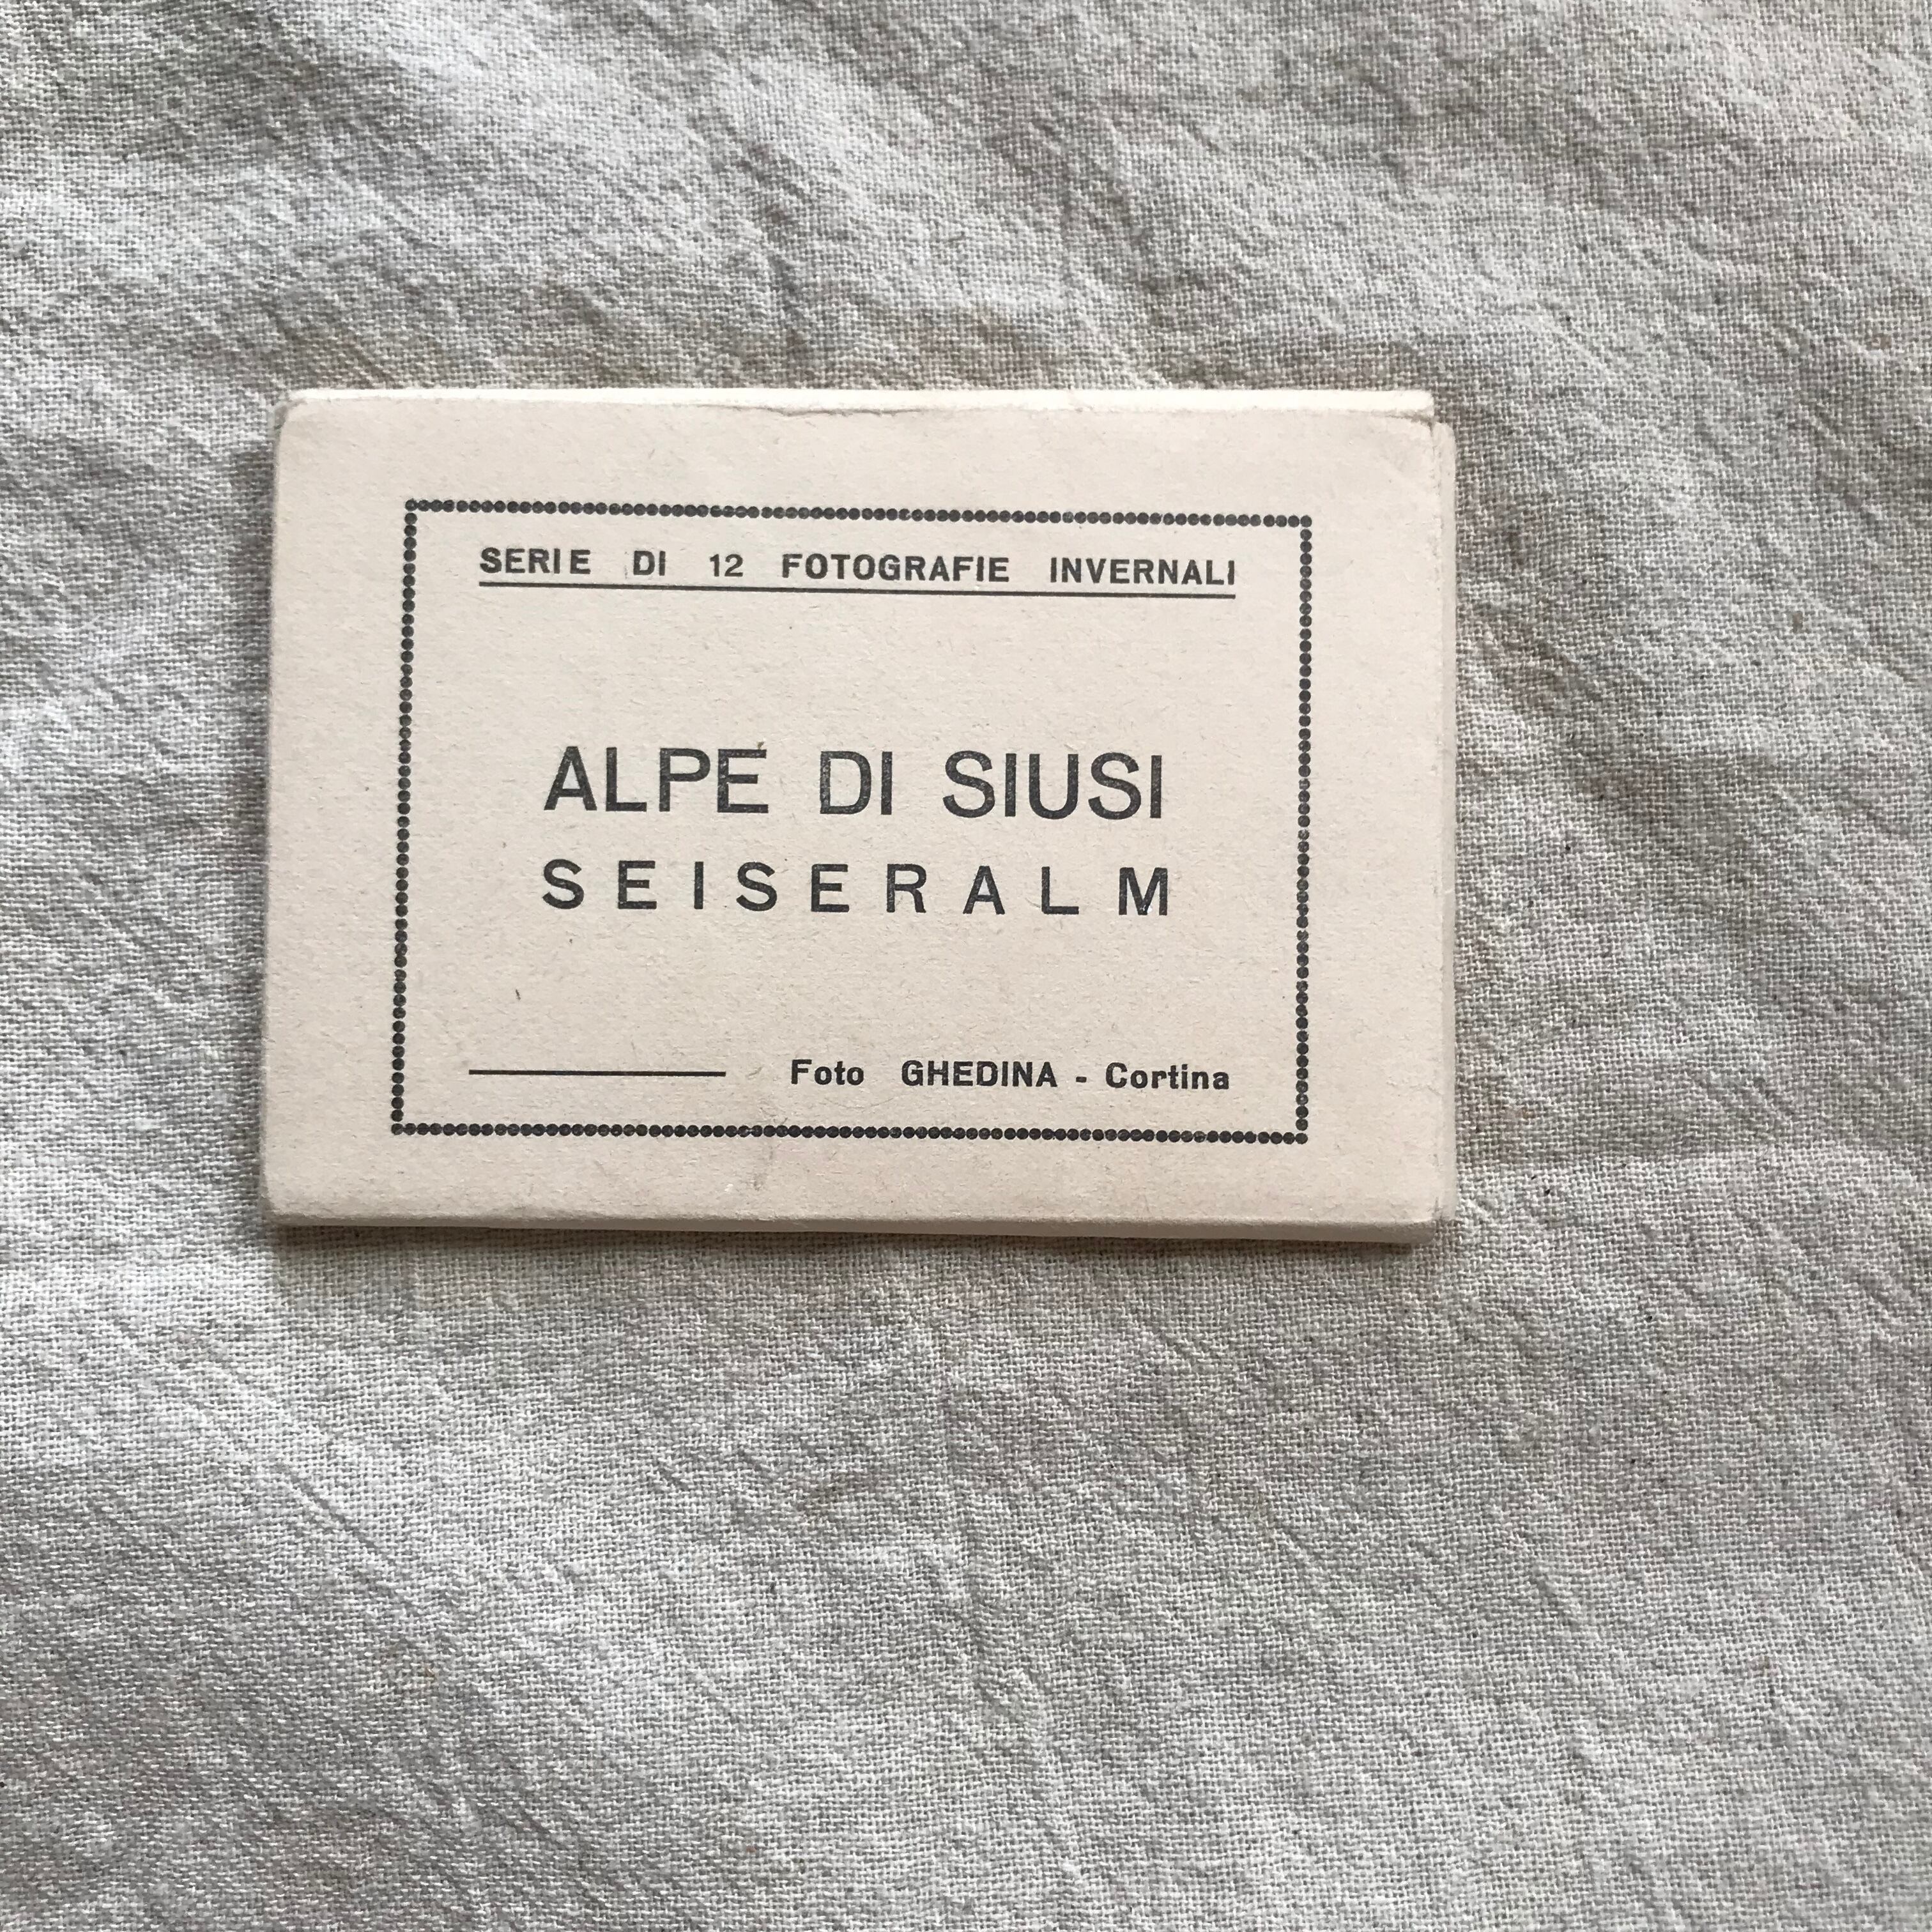 SERIE DI 12 FOTOGRAFIE INVERNALI
ALPE DI SIUSI
SEISERALM
Foto GHEDINA - Cortina